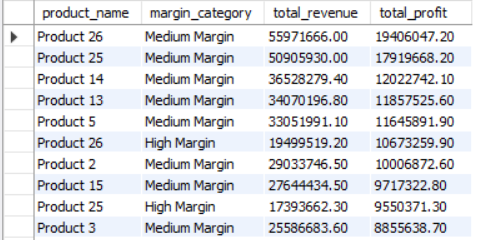 product_name margin_category total_revenue total_profit
Product 26 Medium Margin 55971666.00 19406047.20
Product 25 Medium Margin 50905930.00 17919668.20
Product 14 Medium Margin 36528279.40 12022742.10
Product 13 Medium Margin 34070196.80 11857525.60
Product 5 Medium Margin 33051991.10 11645891.90
Product 26 High Margin 19499519.20 10673259.90
Product 2 Medium Margin 29033746.50 10006872.60
Product 15 Medium Margin 27644434.50 9717322.80
Product 25 High Margin 17393662.30 9550371.30
Product 3 Medium Margin 25586683.60 8855638.70